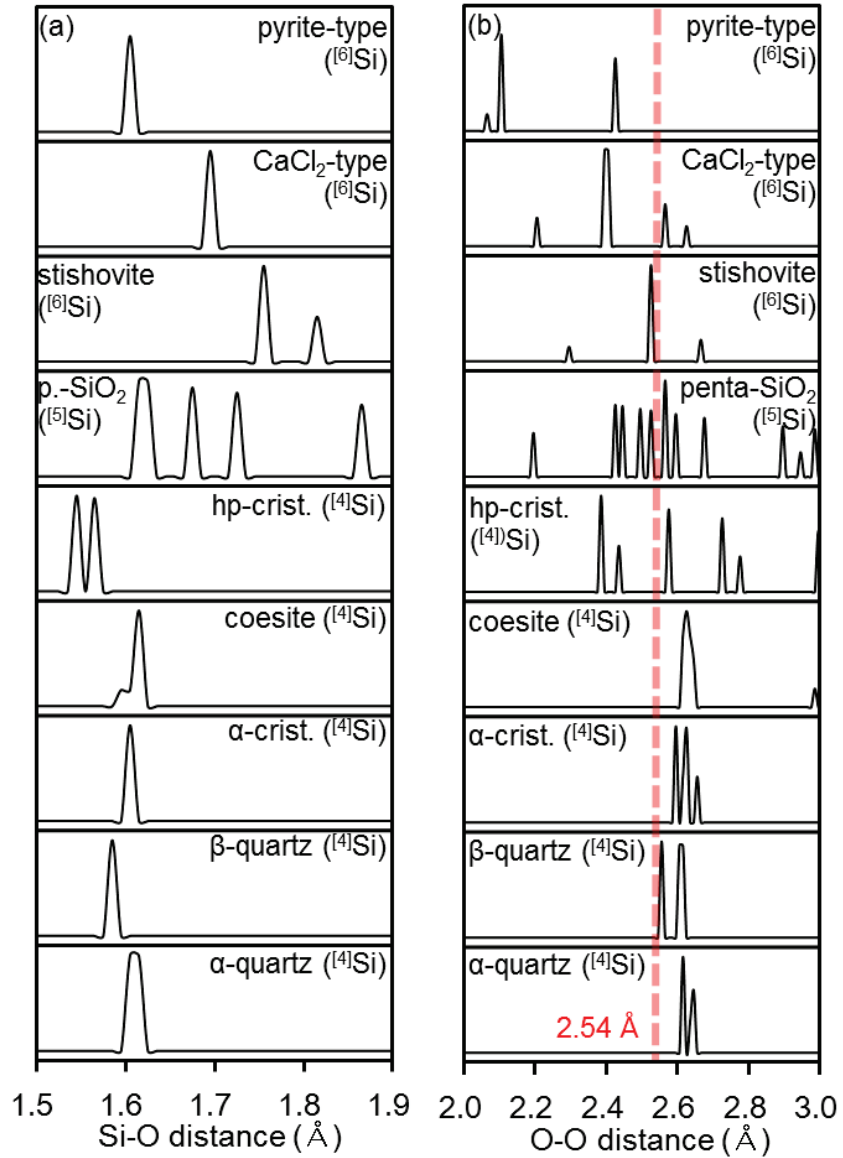 (a)
pyrite-type
([6]Si)
CaCl2-type
([6]Si)
stishovite
([6]Si)
p.-SiO2
([5]Si)
hp-crist. ([4]Si)
coesite ([4]Si)
α-crist. ([4]Si)
β-quartz ([4]Si)
α-quartz ([4]Si)
1.5 1.6 1.7 1.8 1.9
Si-O distance (Å)
(b)
pyrite-type
([6]Si)
CaCl2-type
([6]Si)
stishovite
([6]Si)
penta-SiO2
([5]Si)
hp-crist.
([4])Si)
coesite ([4]Si)
α-crist. ([4]Si)
β-quartz ([4]Si)
α-quartz ([4]Si)
2.54 Å
2.0 2.2 2.4 2.6 2.8 3.0
O-O distance (Å)